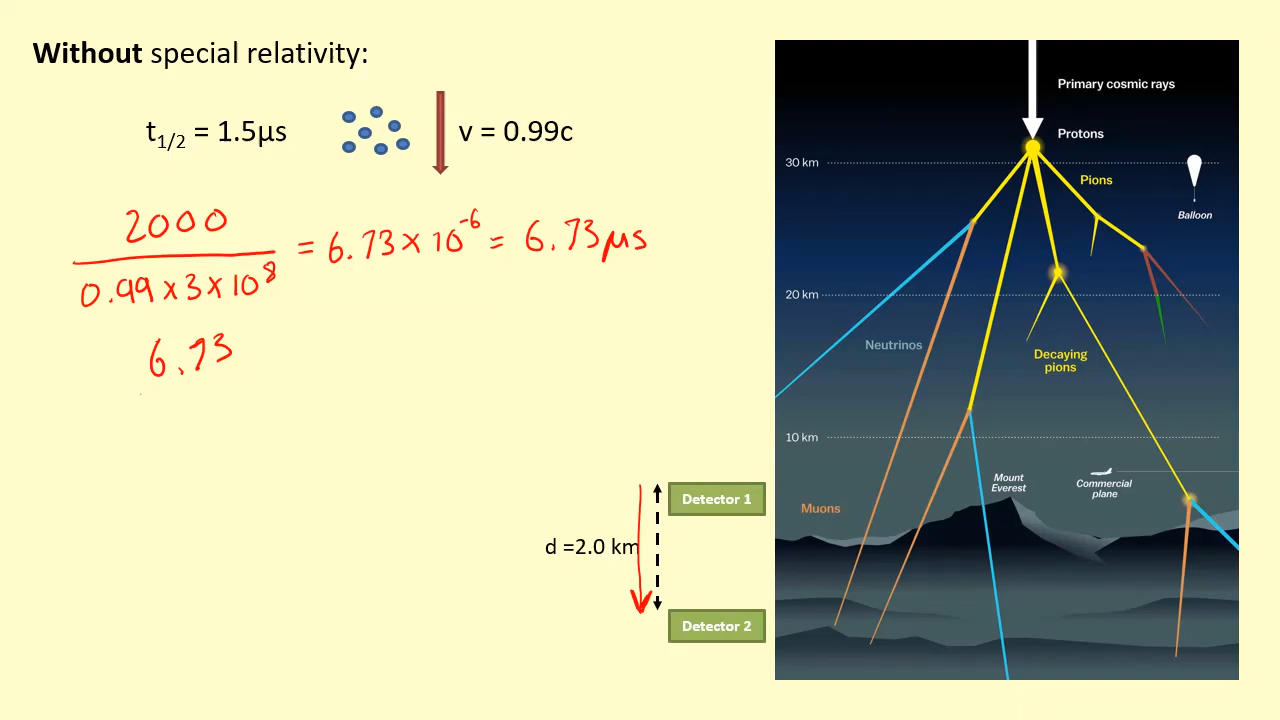 Without special relativity:
t1/2 = 1.5μs
v = 0.99c
2000
0.99 × 3 × 10⁸
= 6.73 × 10⁻⁶ = 6.73 μs
6.73
d =2.0 km
Detector 1
Detector 2
Primary cosmic rays
Protons
30 km
Pions
Balloon
20 km
Neutrinos
Decaying
pions
10 km
Mount
Everest
Commercial
plane
Muons